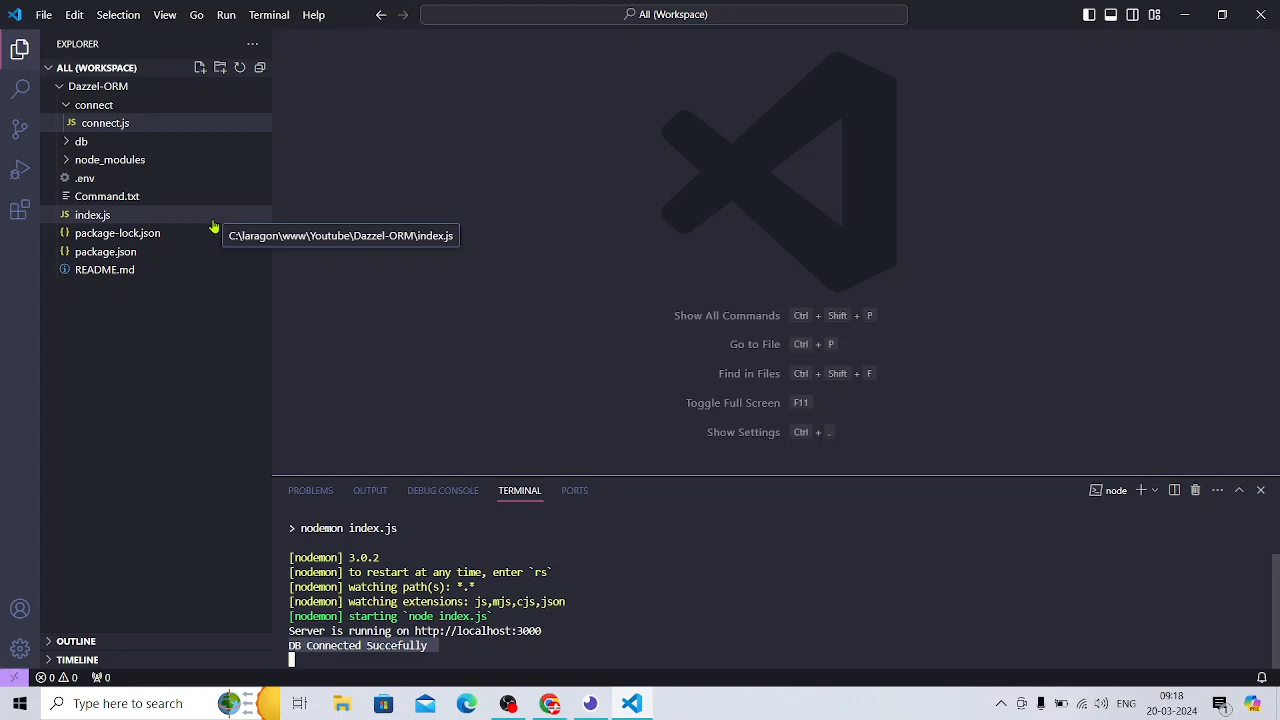 File Edit Selection View Go Run Terminal Help
All (Workspace)
EXPLORER
ALL (WORKSPACE)
Dazzel-ORM
connect
JS connect.js
db
node_modules
.env
Command.txt
JS index.js
C:\laragon\www\Youtube\Dazzel-ORM\index.js
{} package-lock.json
{} package.json
README.md
Show All Commands Ctrl + Shift + P
Go to File Ctrl + P
Find in Files Ctrl + Shift + F
Toggle Full Screen F11
Show Settings Ctrl + .
PROBLEMS OUTPUT DEBUG CONSOLE TERMINAL PORTS
node
> nodemon index.js
[nodemon] 3.0.2
[nodemon] to restart at any time, enter `rs`
[nodemon] watching path(s): *.*
[nodemon] watching extensions: js,mjs,cjs,json
[nodemon] starting `node index.js`
Server is running on http://localhost:3000
DB Connected Succefully
OUTLINE
TIMELINE
0 0 0
Type here to search
ENG
09:18
20-03-2024
1